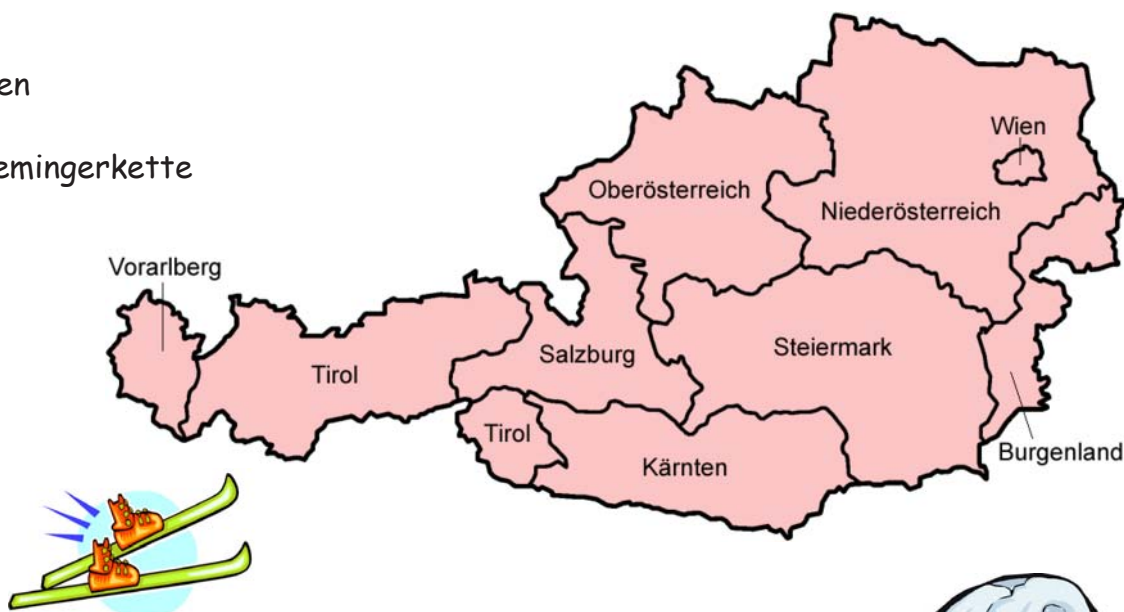 en
emingerkette
Wien
Oberösterreich
Niederösterreich
Vorarlberg
Steiermark
Salzburg
Tirol
Tirol
Burgenland
Kärnten